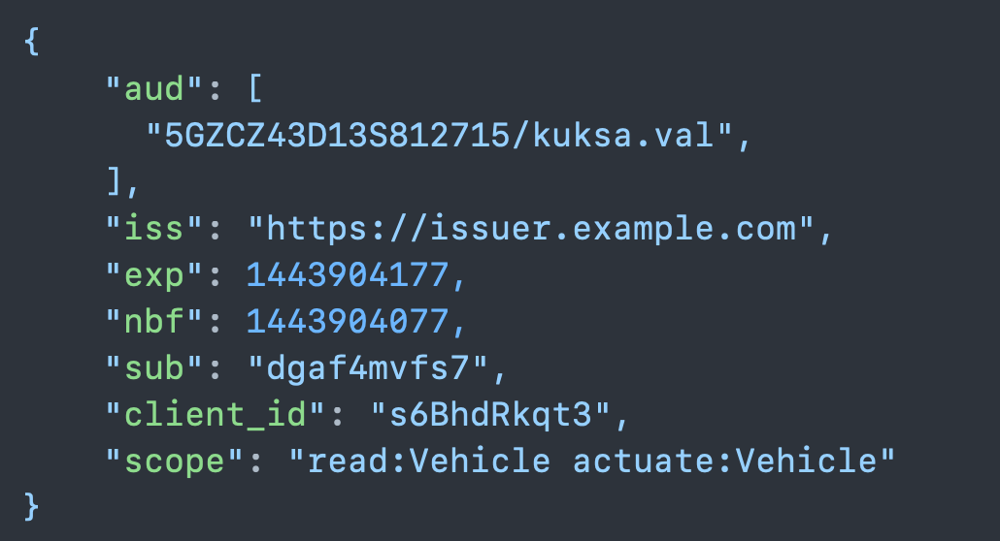 {
"aud": [
"5GZCZ43D13S812715/kuksa.val",
],
"iss": "https://issuer.example.com",
"exp": 1443904177,
"nbf": 1443904077,
"sub": "dgaf4mvfs7",
"client_id": "s6BhdRkqt3",
"scope": "read:Vehicle actuate:Vehicle"
}